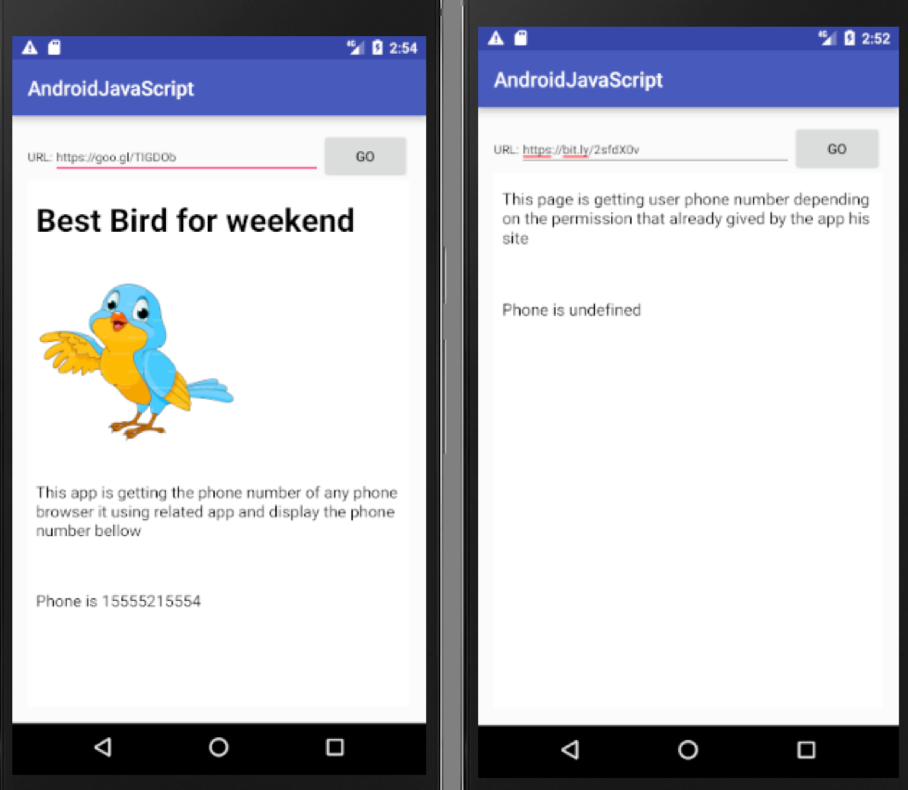 4G 2:54
AndroidJavaScript
URL: https://goo.gl/TIGDOb GO
Best Bird for weekend
This app is getting the phone number of any phone
browser it using related app and display the phone
number bellow
Phone is 15555215554
4G 2:52
AndroidJavaScript
URL: https://bit.ly/2sfdX0v GO
This page is getting user phone number depending
on the permission that already gived by the app his
site
Phone is undefined